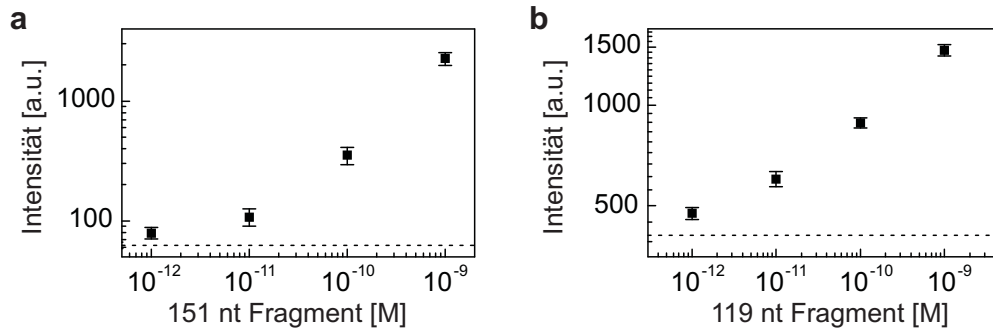 a
Intensität [a.u.]
1000
100
10⁻¹² 10⁻¹¹ 10⁻¹⁰ 10⁻⁹
151 nt Fragment [M]
b
Intensität [a.u.]
1500
1000
500
10⁻¹² 10⁻¹¹ 10⁻¹⁰ 10⁻⁹
119 nt Fragment [M]